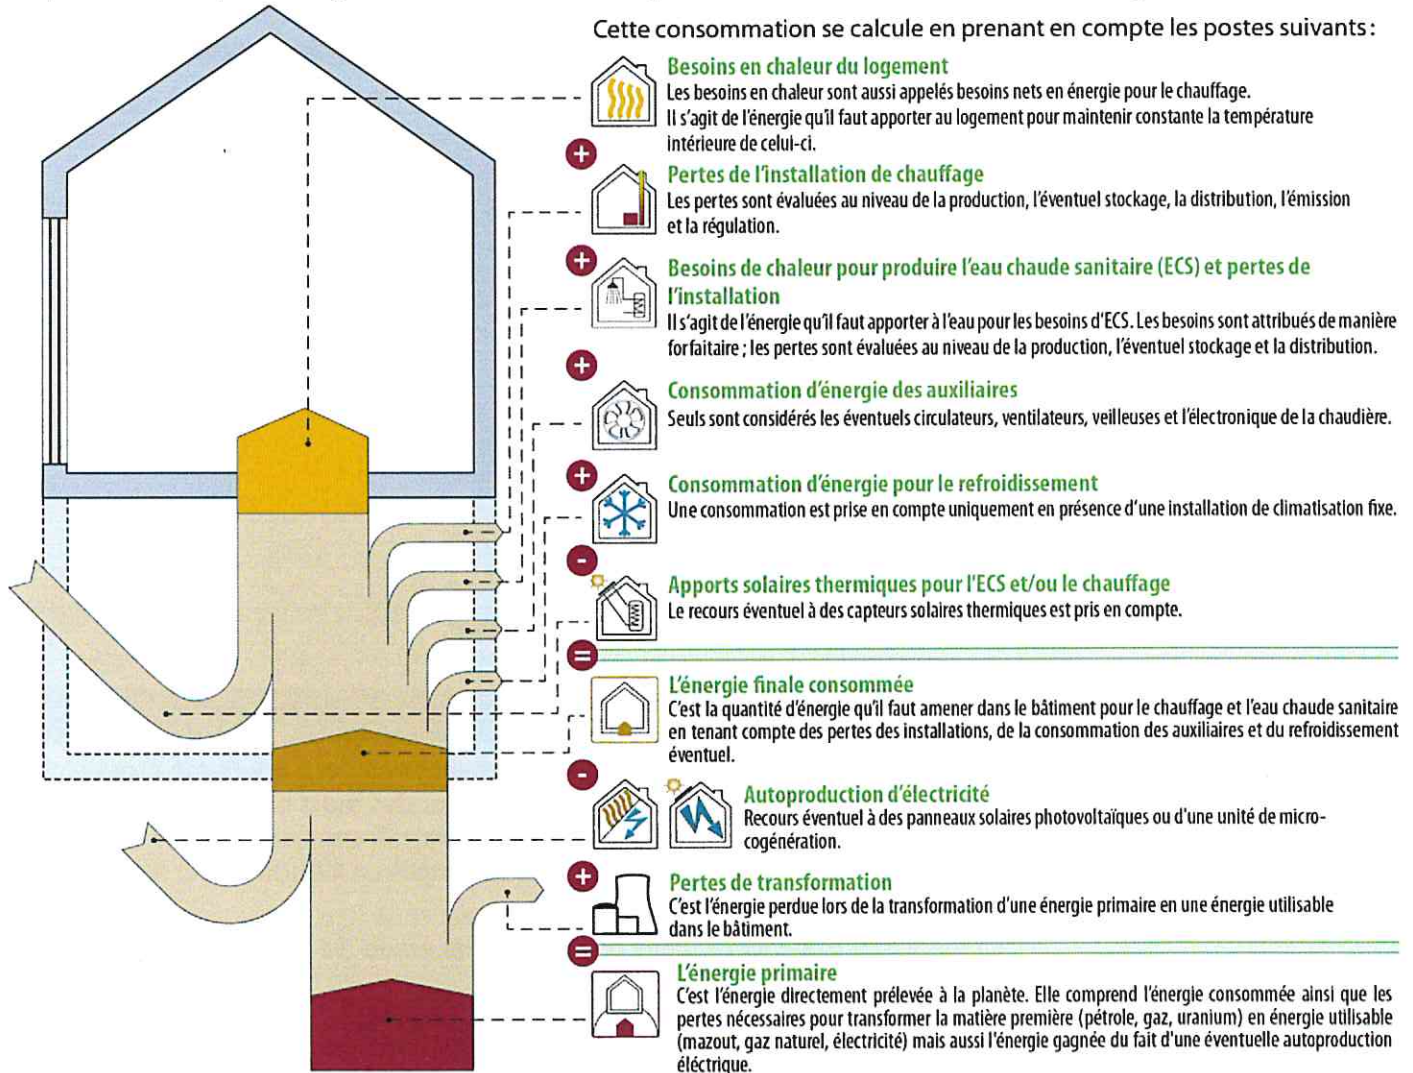 Cette consommation se calcule en prenant en compte les postes suivants :
Besoins en chaleur du logement
Les besoins en chaleur sont aussi appelés besoins nets en énergie pour le chauffage.
Il s'agit de l'énergie qu'il faut apporter au logement pour maintenir constante la température
intérieure de celui-ci.
+
Pertes de l'installation de chauffage
Les pertes sont évaluées au niveau de la production, l'éventuel stockage, la distribution, l'émission
et la régulation.
+
Besoins de chaleur pour produire l'eau chaude sanitaire (ECS) et pertes de
l'installation
Il s'agit de l'énergie qu'il faut apporter à l'eau pour les besoins d'ECS. Les besoins sont attribués de manière
forfaitaire ; les pertes sont évaluées au niveau de la production, l'éventuel stockage et la distribution.
+
Consommation d'énergie des auxiliaires
Seuls sont considérés les éventuels circulateurs, ventilateurs, veilleuses et l'électronique de la chaudière.
+
Consommation d'énergie pour le refroidissement
Une consommation est prise en compte uniquement en présence d'une installation de climatisation fixe.
-
Apports solaires thermiques pour l'ECS et/ou le chauffage
Le recours éventuel à des capteurs solaires thermiques est pris en compte.
=
L'énergie finale consommée
C'est la quantité d'énergie qu'il faut amener dans le bâtiment pour le chauffage et l'eau chaude sanitaire
en tenant compte des pertes des installations, de la consommation des auxiliaires et du refroidissement
éventuel.
-
Autoproduction d'électricité
Recours éventuel à des panneaux solaires photovoltaïques ou d'une unité de micro-
cogénération.
+
Pertes de transformation
C'est l'énergie perdue lors de la transformation d'une énergie primaire en une énergie utilisable
dans le bâtiment.
=
L'énergie primaire
C'est l'énergie directement prélevée à la planète. Elle comprend l'énergie consommée ainsi que les
pertes nécessaires pour transformer la matière première (pétrole, gaz, uranium) en énergie utilisable
(mazout, gaz naturel, électricité) mais aussi l'énergie gagnée du fait d'une éventuelle autoproduction
éléctrique.